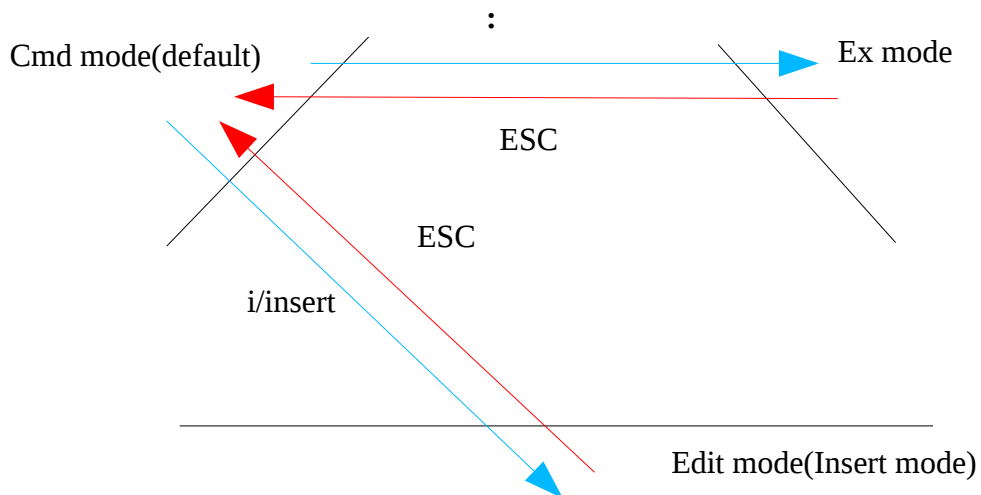 :
Cmd mode(default)
Ex mode
ESC
ESC
i/insert
Edit mode(Insert mode)